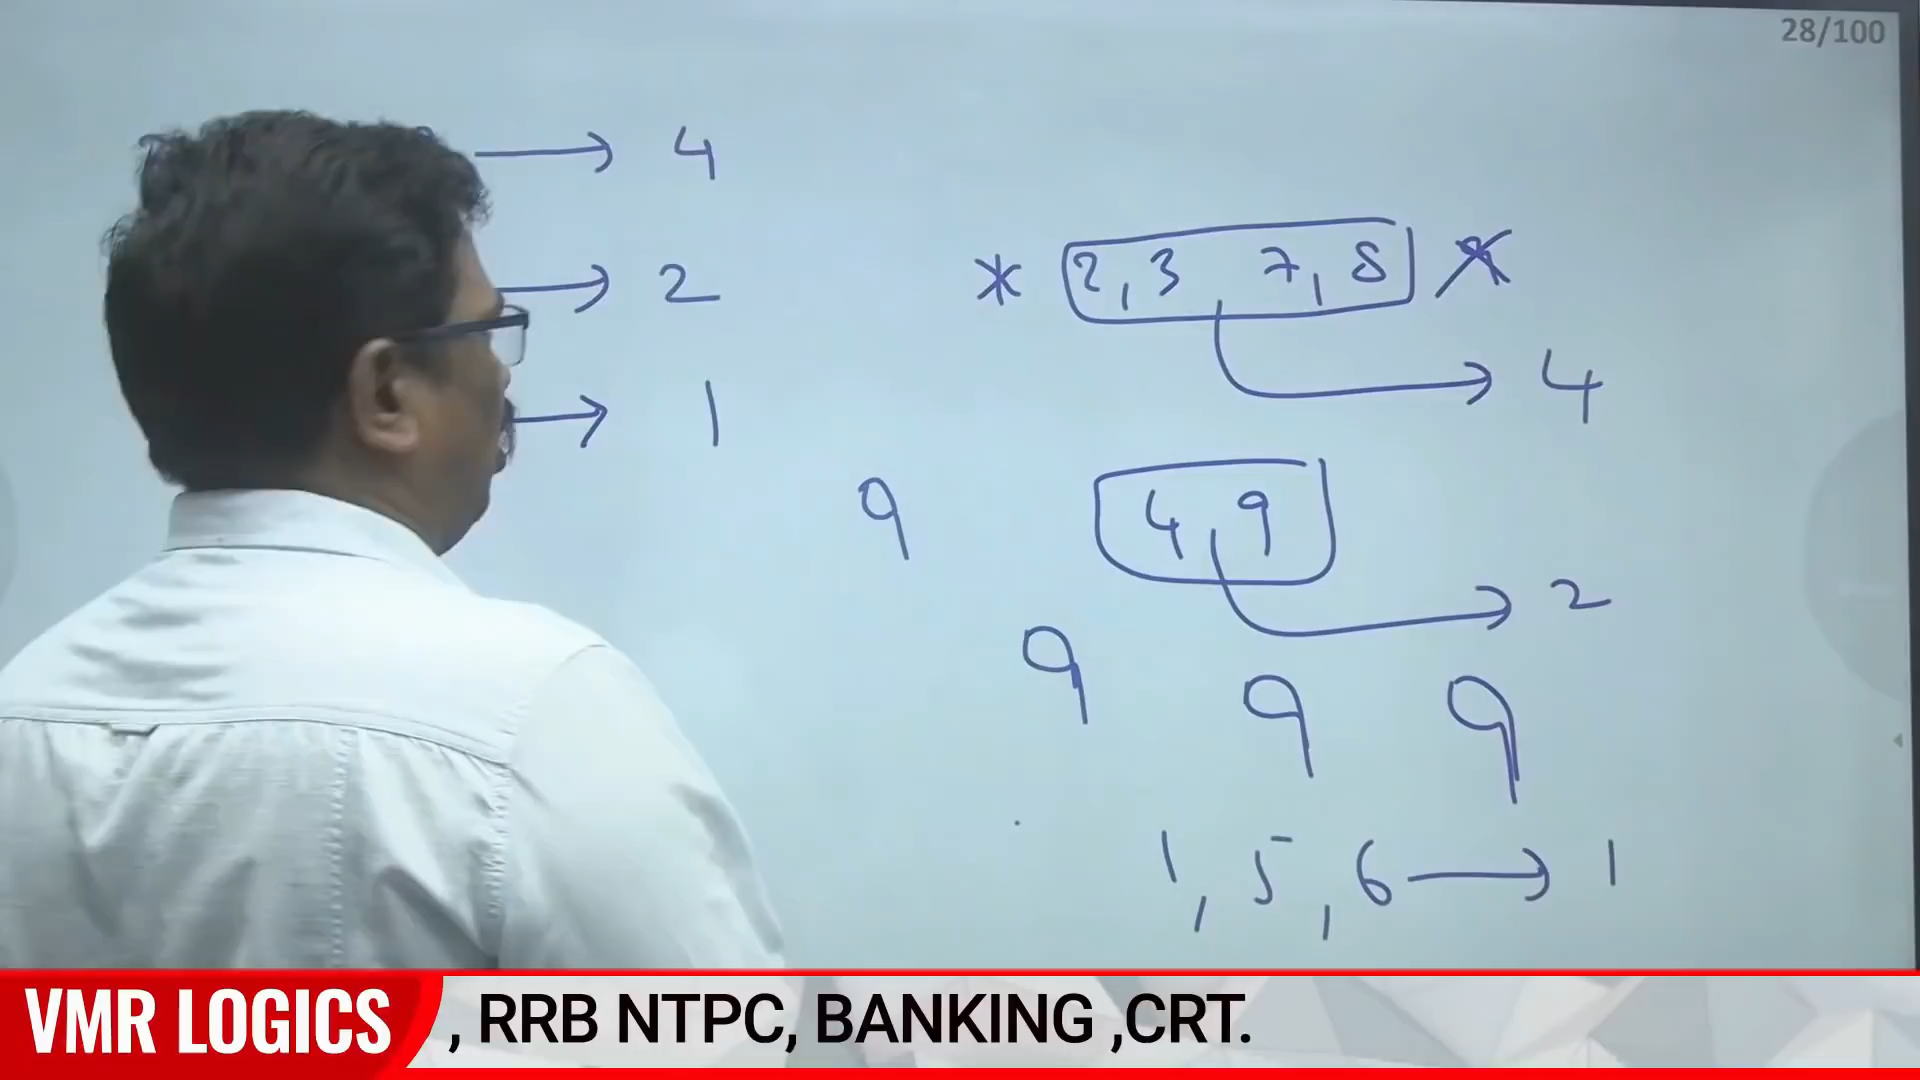 28/100
→ 4
→ 2
→ 1
* 2, 3 7, 8
→ 4
9
4, 9
→ 2
9 9 9
1, 5, 6 → 1
VMR LOGICS
, RRB NTPC, BANKING ,CRT.